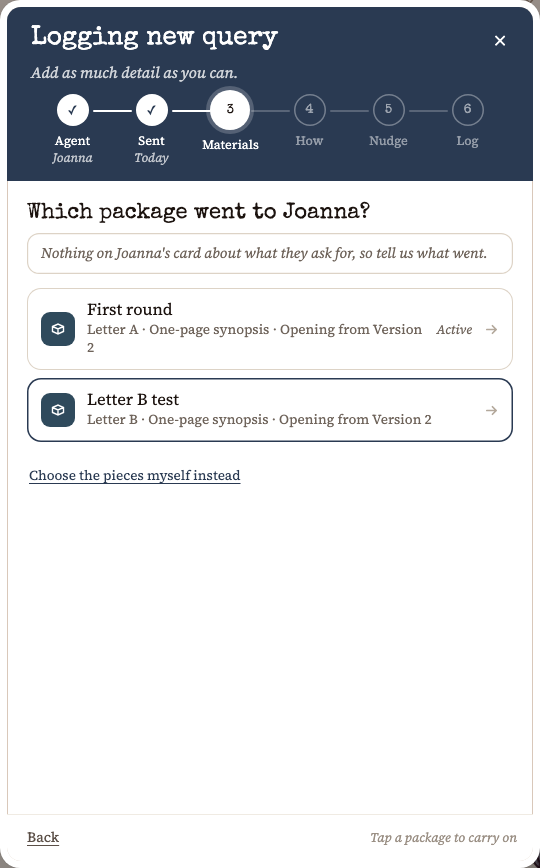 Logging new query
Add as much detail as you can.
✓ ✓ 3 4 5 6
Agent Sent Materials How Nudge Log
Joanna Today
Which package went to Joanna?
Nothing on Joanna's card about what they ask for, so tell us what went.
First round
Letter A · One-page synopsis · Opening from Version 2
Active →
Letter B test
Letter B · One-page synopsis · Opening from Version 2 →
Choose the pieces myself instead
Back Tap a package to carry on